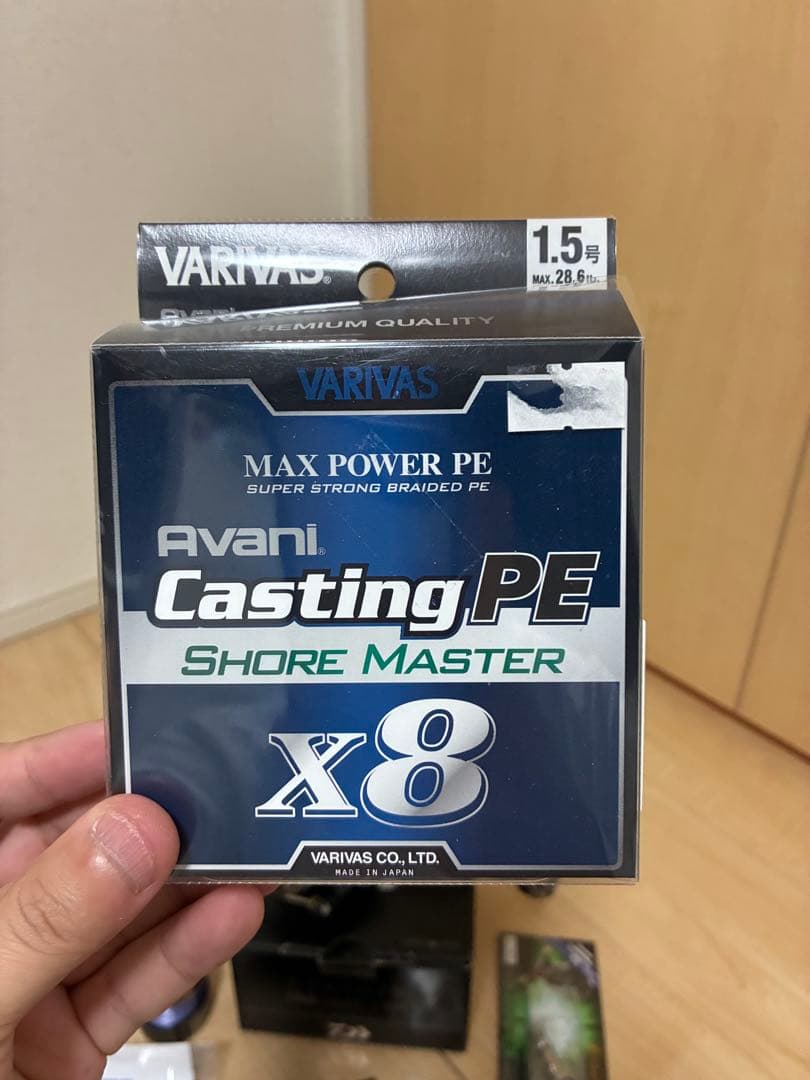 VARIVAS®
1.5号
MAX. 28.6lb.
Avani
PREMIUM QUALITY
VARIVAS
MAX POWER PE
SUPER STRONG BRAIDED PE
Avani®
Casting PE
SHORE MASTER
x8
VARIVAS CO., LTD.
MADE IN JAPAN